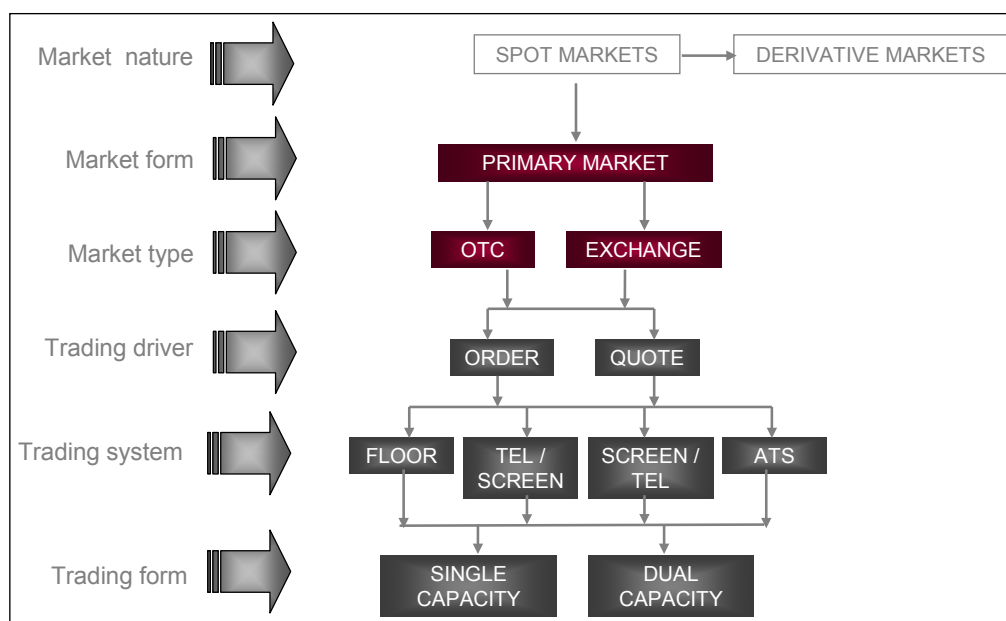 Market nature
SPOT MARKETS
DERIVATIVE MARKETS
Market form
PRIMARY MARKET
Market type
OTC
EXCHANGE
Trading driver
ORDER
QUOTE
Trading system
FLOOR
TEL /
SCREEN
SCREEN /
TEL
ATS
Trading form
SINGLE
CAPACITY
DUAL
CAPACITY